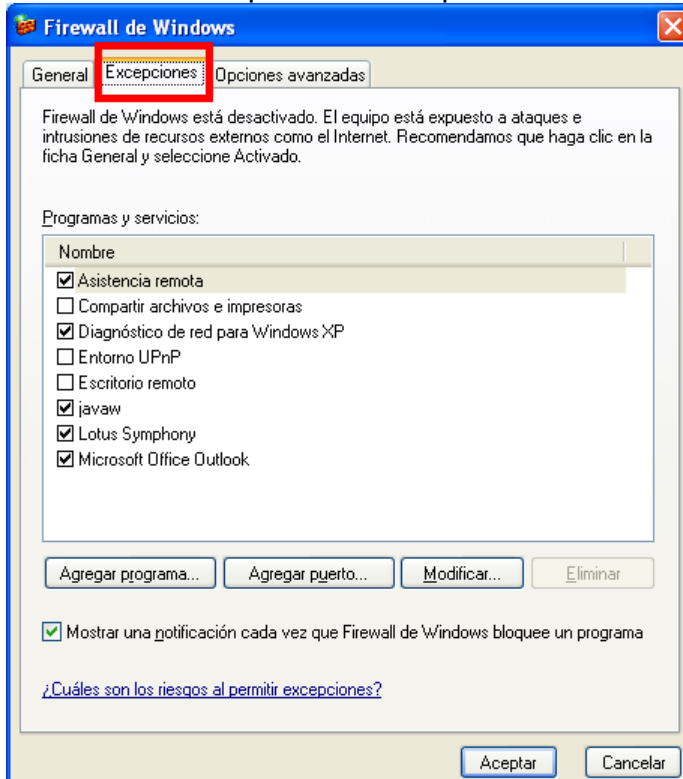 Firewall de Windows
General Excepciones Opciones avanzadas
Firewall de Windows está desactivado. El equipo está expuesto a ataques e
intrusiones de recursos externos como el Internet. Recomendamos que haga clic en la
ficha General y seleccione Activado.
Programas y servicios:
Nombre
Asistencia remota
Compartir archivos e impresoras
Diagnóstico de red para Windows XP
Entorno UPnP
Escritorio remoto
javaw
Lotus Symphony
Microsoft Office Outlook
Agregar programa... Agregar puerto... Modificar... Eliminar
Mostrar una notificación cada vez que Firewall de Windows bloquee un programa
¿Cuáles son los riesgos al permitir excepciones?
Aceptar Cancelar